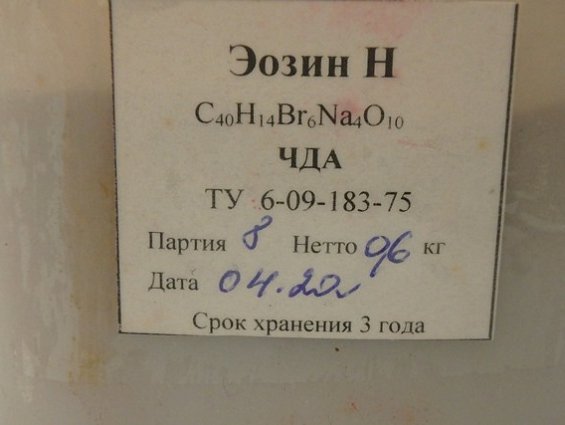 Эозин Н
C₄₀H₁₄Br₆Na₄O₁₀
ЧДА
ТУ 6-09-183-75
Партия 8 Нетто 0,6 кг
Дата 04.20г
Срок хранения 3 года